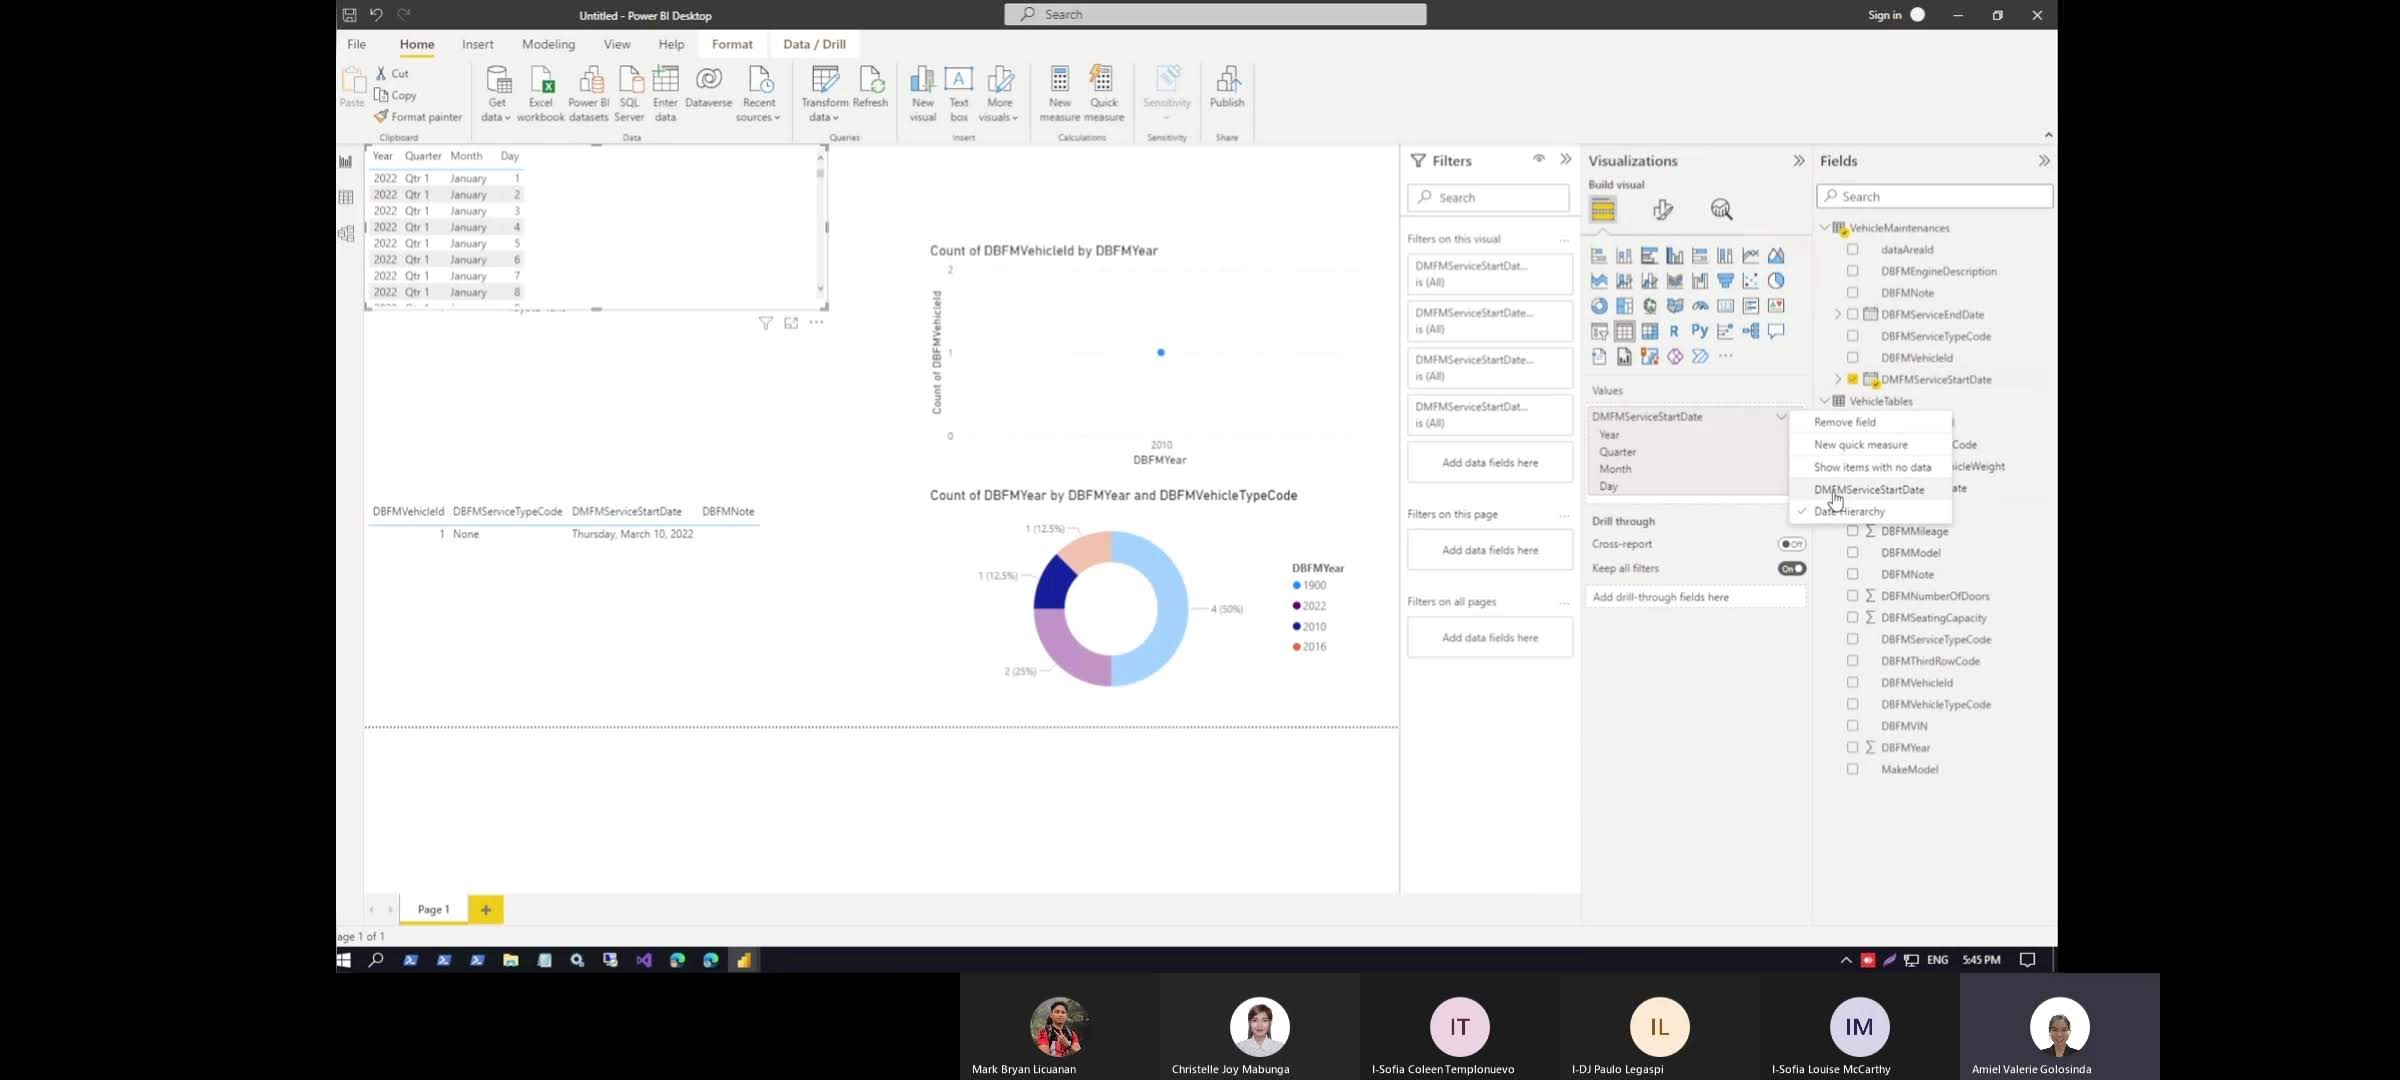 Untitled - Power BI Desktop
Search
Sign in
File Home Insert Modeling View Help Format Data / Drill
Paste
Cut
Copy
Format painter
Get data
Excel workbook
Power BI datasets
SQL Server
Enter data
Dataverse
Recent sources
Transform data
Refresh
New visual
Text box
More visuals
New measure
Quick measure
Sensitivity
Publish
Clipboard
Data
Queries
Insert
Calculations
Sensitivity
Share
Year Quarter Month Day
2022 Qtr 1 January 1
2022 Qtr 1 January 2
2022 Qtr 1 January 3
2022 Qtr 1 January 4
2022 Qtr 1 January 5
2022 Qtr 1 January 6
2022 Qtr 1 January 7
2022 Qtr 1 January 8
Count of DBFMVehicleId by DBFMYear
2
1
0
Count of DBFMVehicleId
2010
DBFMYear
DBFMVehicleId DBFMServiceTypeCode DMFMServiceStartDate DBFMNote
1 None Thursday, March 10, 2022
Count of DBFMYear by DBFMYear and DBFMVehicleTypeCode
1 (12.5%)
1 (12.5%)
4 (50%)
2 (25%)
DBFMYear
1900
2022
2010
2016
Filters
Search
Filters on this visual
DMFMServiceStartDat...
is (All)
DMFMServiceStartDate...
is (All)
DMFMServiceStartDate...
is (All)
DMFMServiceStartDat...
is (All)
Add data fields here
Filters on this page
Add data fields here
Filters on all pages
Add data fields here
Visualizations
Build visual
R Py
Values
DMFMServiceStartDate
Year
Quarter
Month
Day
Drill through
Cross-report
Off
Keep all filters
On
Add drill-through fields here
Remove field
New quick measure
Show items with no data
DMFMServiceStartDate
Date Hierarchy
Fields
Search
VehicleMaintenances
dataAreaId
DBFMEngineDescription
DBFMNote
DBFMServiceEndDate
DBFMServiceTypeCode
DBFMVehicleId
DMFMServiceStartDate
VehicleTables
Code
icleWeight
ate
DBFMMileage
DBFMModel
DBFMNote
DBFMNumberOfDoors
DBFMSeatingCapacity
DBFMServiceTypeCode
DBFMThirdRowCode
DBFMVehicleId
DBFMVehicleTypeCode
DBFMVIN
DBFMYear
MakeModel
Page 1
age 1 of 1
ENG
5:45 PM
IT
IL
IM
Mark Bryan Licuanan
Christelle Joy Mabunga
I-Sofia Coleen Templonuevo
I-DJ Paulo Legaspi
I-Sofia Louise McCarthy
Amiel Valerie Golosinda